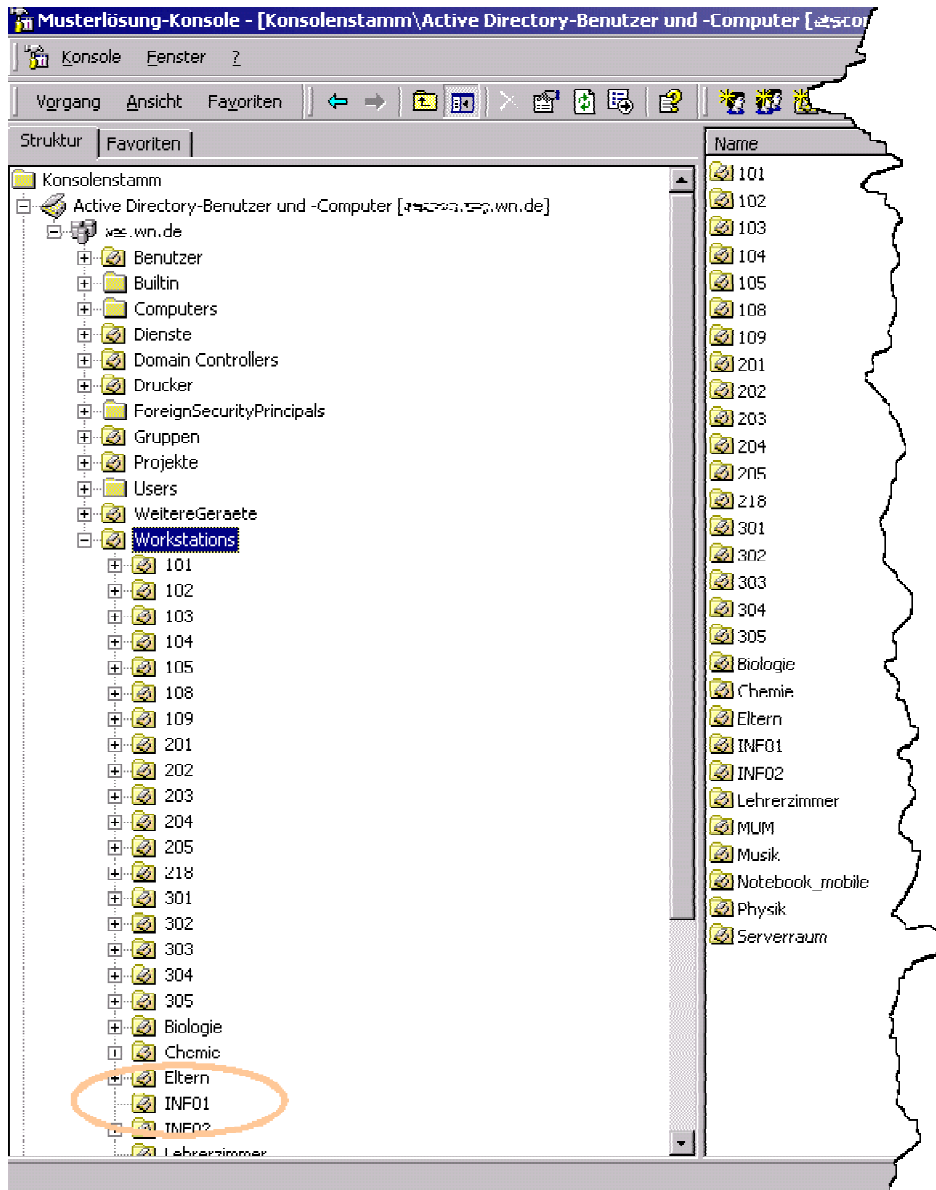 Musterlösung-Konsole - [Konsolenstamm\Active Directory-Benutzer und -Computer [
Konsole Fenster ?
Vorgang Ansicht Favoriten
Struktur Favoriten
Konsolenstamm
Active Directory-Benutzer und -Computer [ .wn.de]
.wn.de
Benutzer
Builtin
Computers
Dienste
Domain Controllers
Drucker
ForeignSecurityPrincipals
Gruppen
Projekte
Users
WeitereGeraete
Workstations
101
102
103
104
105
108
109
201
202
203
204
205
218
301
302
303
304
305
Biologie
Chemie
Eltern
INF01
INF02
Lehrerzimmer
Name
101
102
103
104
105
108
109
201
202
203
204
205
218
301
302
303
304
305
Biologie
Chemie
Eltern
INF01
INF02
Lehrerzimmer
MUM
Musik
Notebook_mobile
Physik
Serverraum